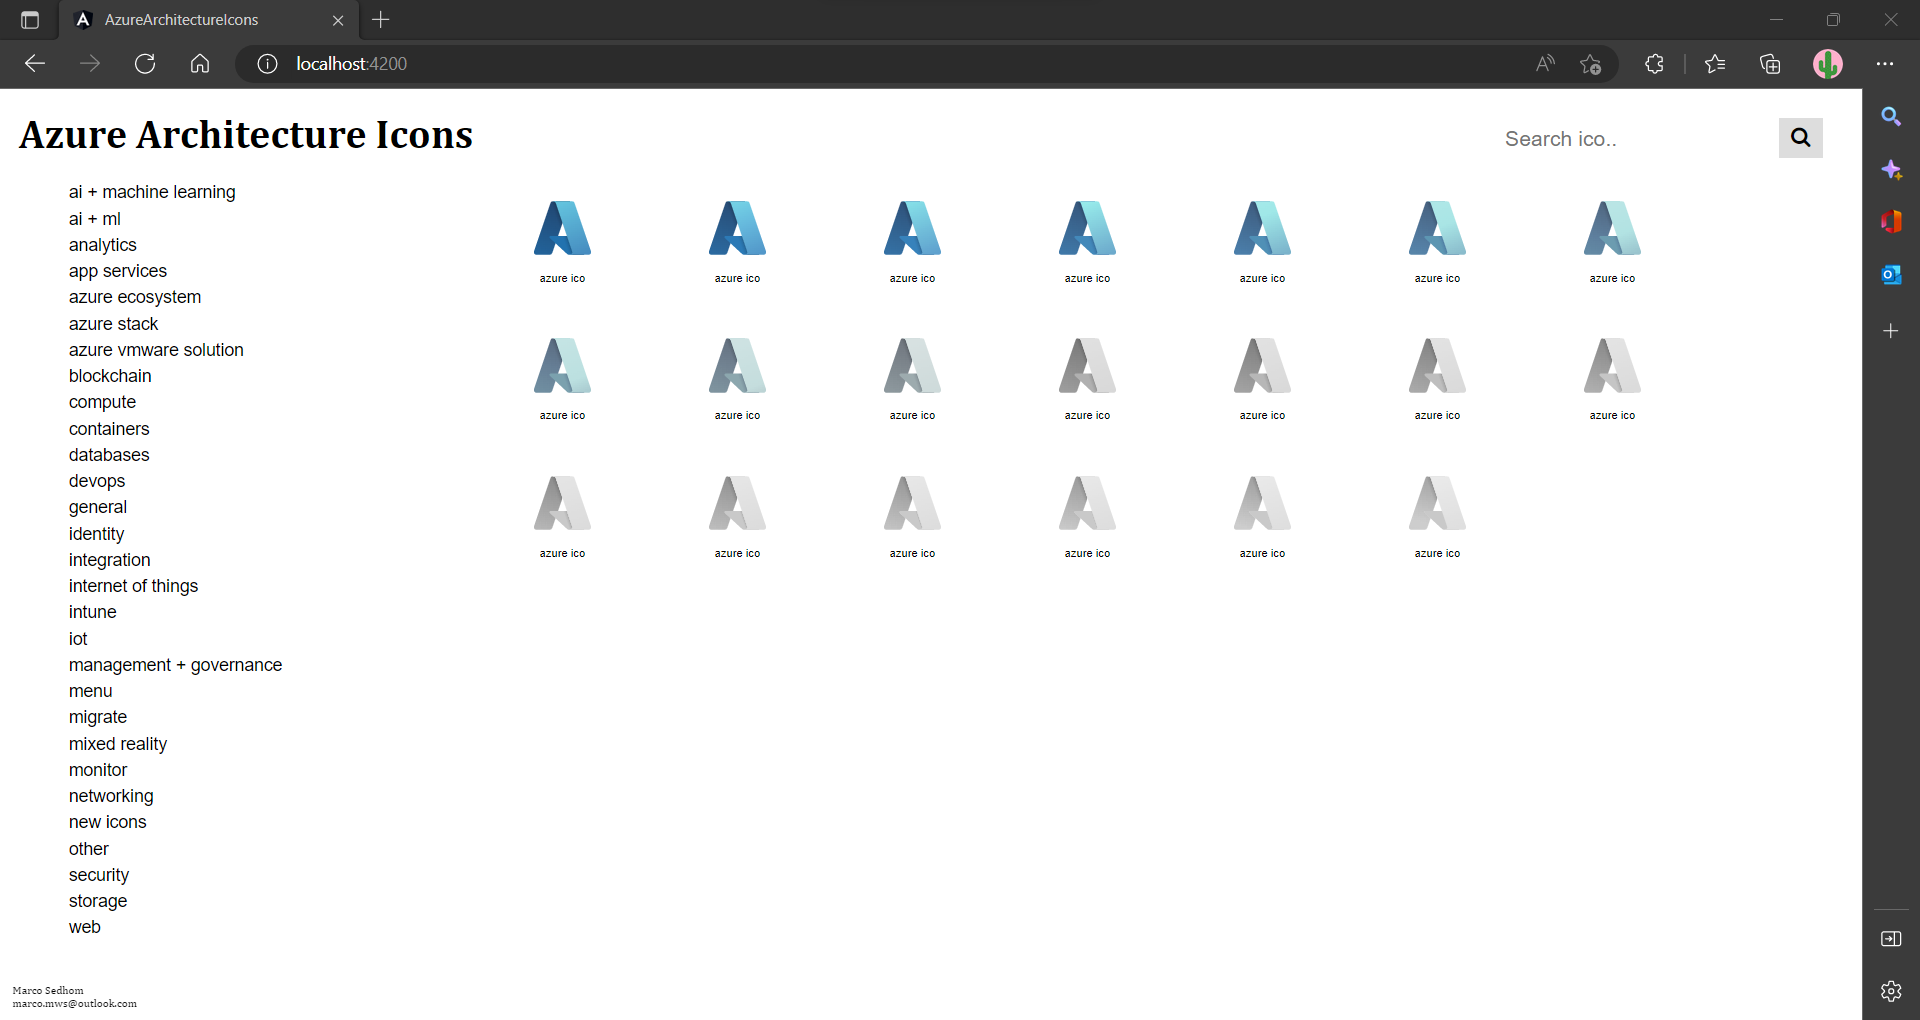 AzureArchitectureIcons
localhost:4200
Azure Architecture Icons
Search ico..
ai + machine learning
ai + ml
analytics
app services
azure ecosystem
azure stack
azure vmware solution
blockchain
compute
containers
databases
devops
general
identity
integration
internet of things
intune
iot
management + governance
menu
migrate
mixed reality
monitor
networking
new icons
other
security
storage
web
azure ico azure ico azure ico azure ico azure ico azure ico azure ico
azure ico azure ico azure ico azure ico azure ico azure ico azure ico
azure ico azure ico azure ico azure ico azure ico azure ico
Marco Sedhom
marco.mws@outlook.com